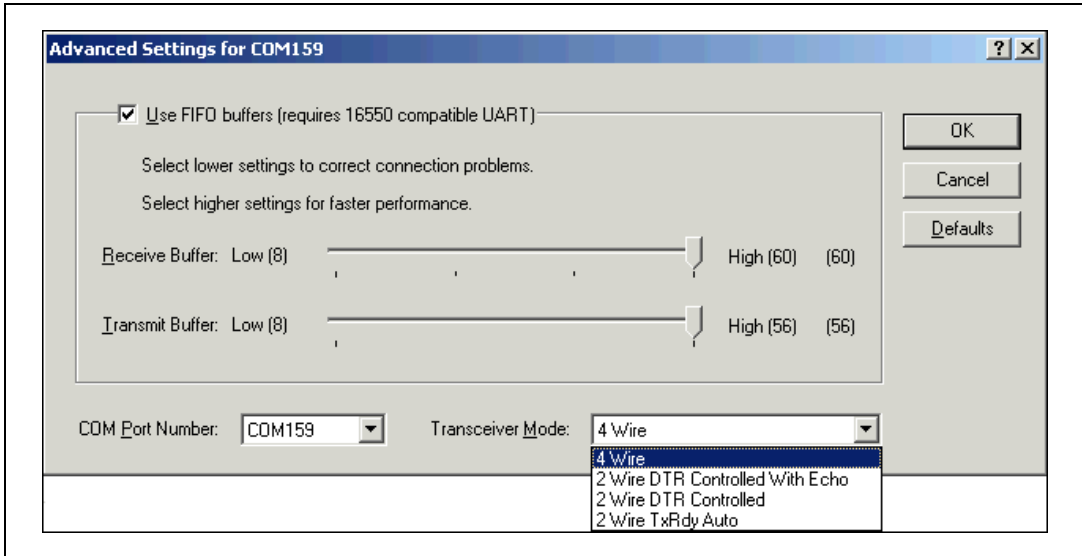 Advanced Settings for COM159
Use FIFO buffers (requires 16550 compatible UART)
OK
Select lower settings to correct connection problems.
Cancel
Select higher settings for faster performance.
Defaults
Receive Buffer: Low (8) High (60) (60)
Transmit Buffer: Low (8) High (56) (56)
COM Port Number: COM159 Transceiver Mode: 4 Wire
4 Wire
2 Wire DTR Controlled With Echo
2 Wire DTR Controlled
2 Wire TxRdy Auto